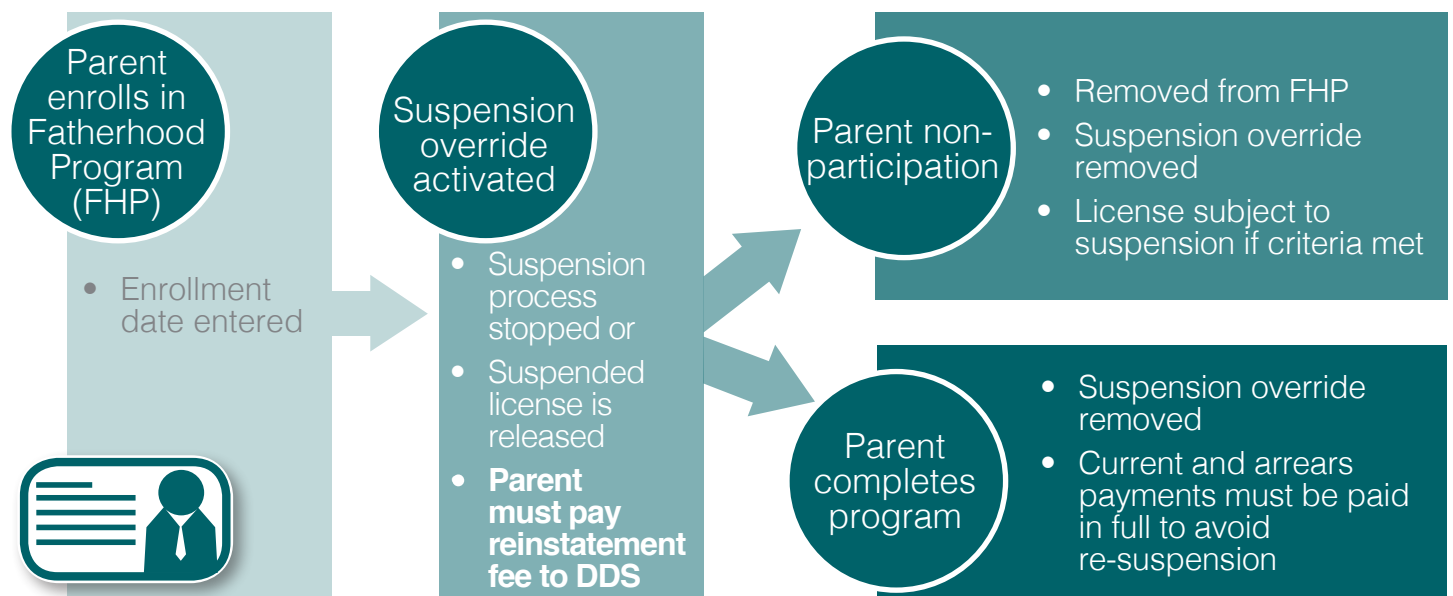 Parent
enrolls in
Fatherhood
Program
(FHP)
• Enrollment
date entered
Suspension
override
activated
• Suspension
process
stopped or
• Suspended
license is
released
• Parent
must pay
reinstatement
fee to DDS
Parent non-
participation
• Removed from FHP
• Suspension override
removed
• License subject to
suspension if criteria met
Parent
completes
program
• Suspension override
removed
• Current and arrears
payments must be paid
in full to avoid
re-suspension